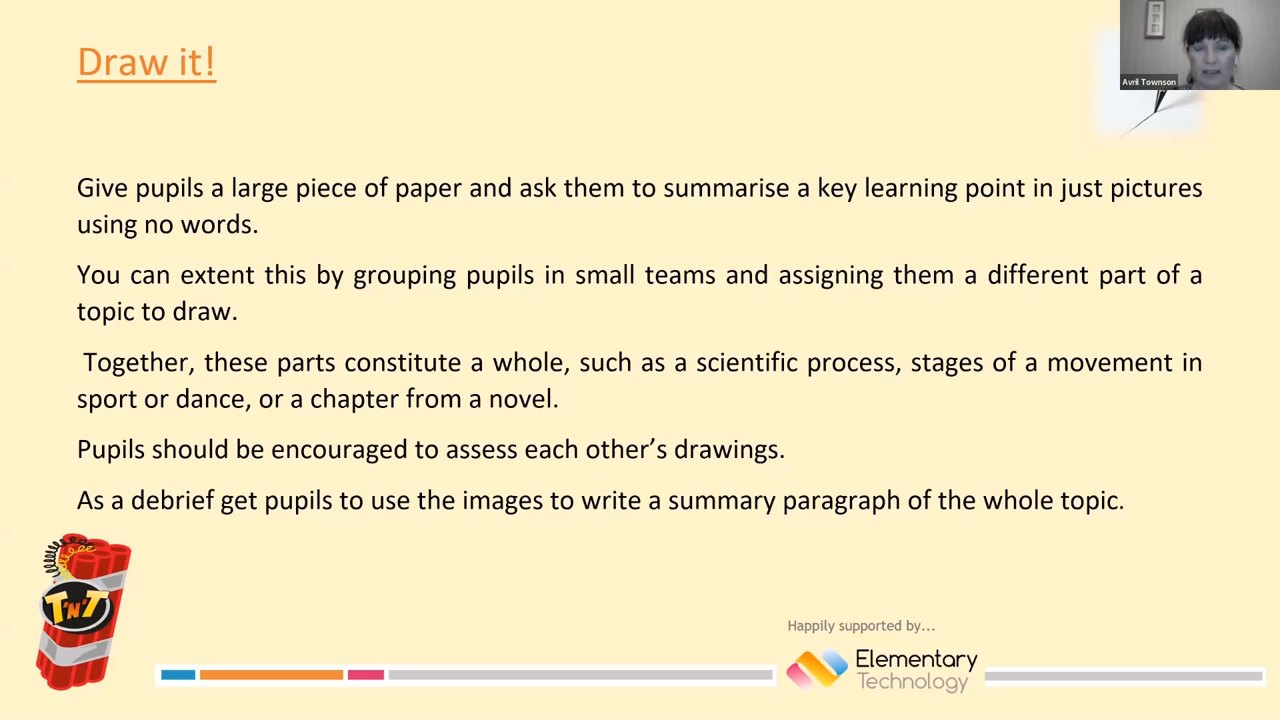 Draw it!
Avril Townson
Give pupils a large piece of paper and ask them to summarise a key learning point in just pictures
using no words.
You can extent this by grouping pupils in small teams and assigning them a different part of a
topic to draw.
Together, these parts constitute a whole, such as a scientific process, stages of a movement in
sport or dance, or a chapter from a novel.
Pupils should be encouraged to assess each other’s drawings.
As a debrief get pupils to use the images to write a summary paragraph of the whole topic.
T'N'T
Happily supported by...
Elementary
Technology